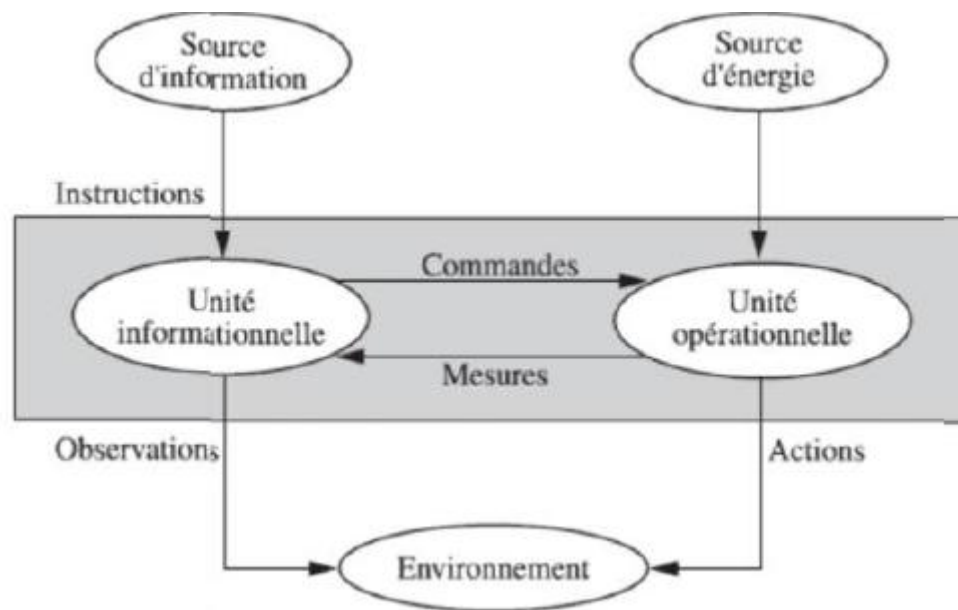 Source
d'information
Source
d'énergie
Instructions
Commandes
Unité
informationnelle
Unité
opérationnelle
Mesures
Observations
Actions
Environnement